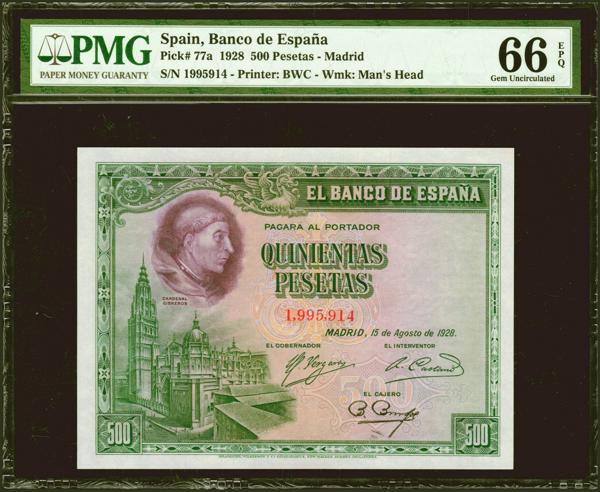 PMG
PAPER MONEY GUARANTY
Spain, Banco de España
Pick# 77a 1928 500 Pesetas - Madrid
S/N 1995914 - Printer: BWC - Wmk: Man's Head
66 EPQ
Gem Uncirculated
EL BANCO DE ESPAÑA
PAGARA AL PORTADOR
QUINIENTAS
PESETAS
1,995,914
MADRID, 15 de Agosto de 1928.
CARDENAL
CISNEROS
EL GOBERNADOR
EL INTERVENTOR
500
EL CAJERO
500
500